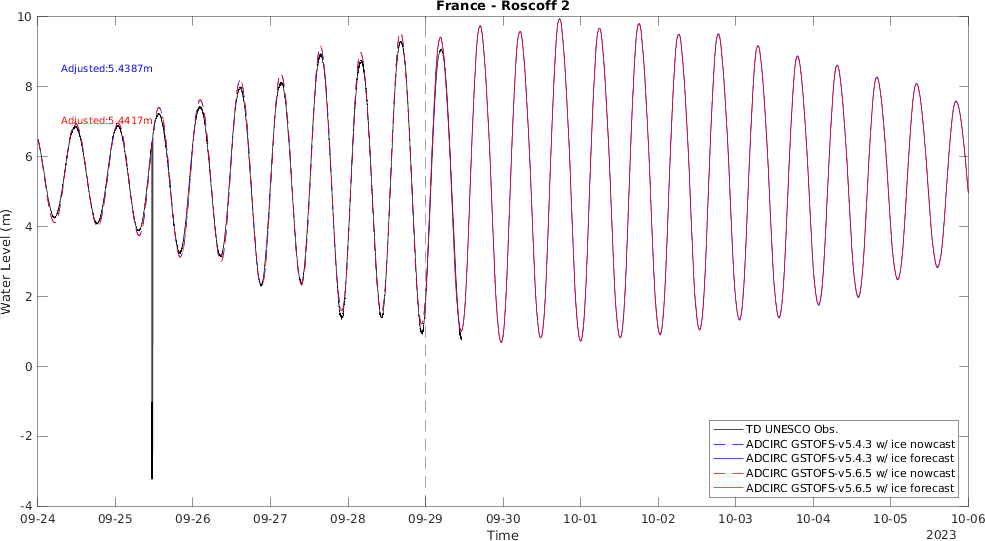 France - Roscoff 2
Adjusted:5.4387m
Adjusted:5.4417m
Water Level (m)
10
8
6
4
2
0
-2
-4
09-24 09-25 09-26 09-27 09-28 09-29 09-30 10-01 10-02 10-03 10-04 10-05 10-06
Time
2023
TD UNESCO Obs.
ADCIRC GSTOFS-v5.4.3 w/ ice nowcast
ADCIRC GSTOFS-v5.4.3 w/ ice forecast
ADCIRC GSTOFS-v5.6.5 w/ ice nowcast
ADCIRC GSTOFS-v5.6.5 w/ ice forecast